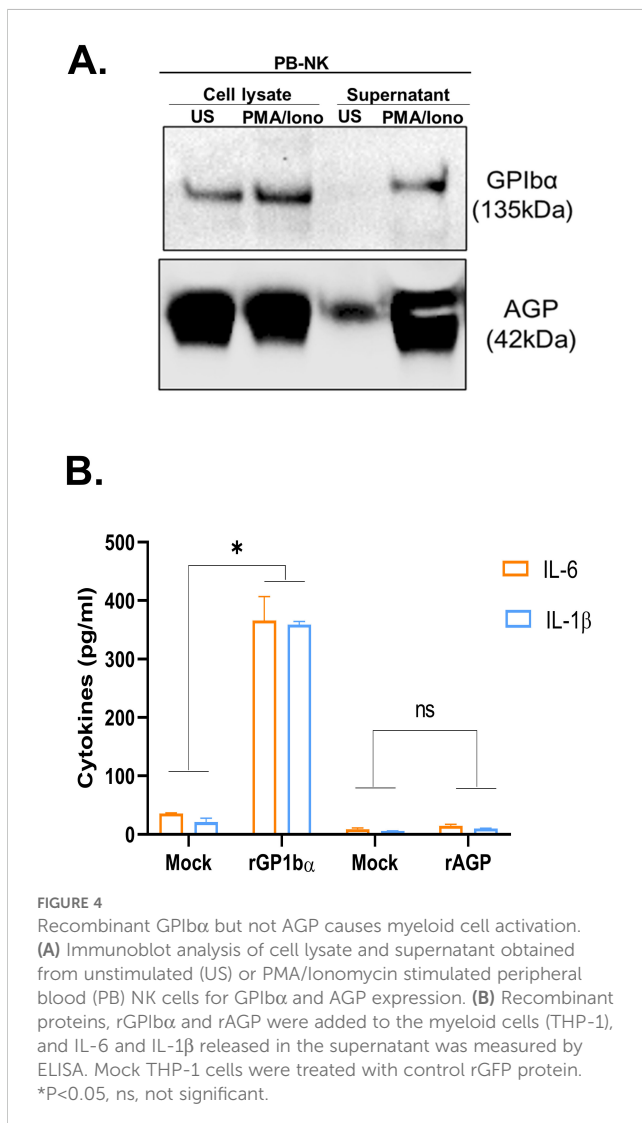 A.
PB-NK
Cell lysate Supernatant
US PMA/Iono US PMA/Iono
GPIbα
(135kDa)
AGP
(42kDa)
B.
500
400
300
200
100
0
Cytokines (pg/ml)
*
ns
IL-6
IL-1β
Mock rGP1bα Mock rAGP
FIGURE 4
Recombinant GPIbα but not AGP causes myeloid cell activation.
(A) Immunoblot analysis of cell lysate and supernatant obtained
from unstimulated (US) or PMA/Ionomycin stimulated peripheral
blood (PB) NK cells for GPIbα and AGP expression. (B) Recombinant
proteins, rGPIbα and rAGP were added to the myeloid cells (THP-1),
and IL-6 and IL-1β released in the supernatant was measured by
ELISA. Mock THP-1 cells were treated with control rGFP protein.
*P<0.05, ns, not significant.